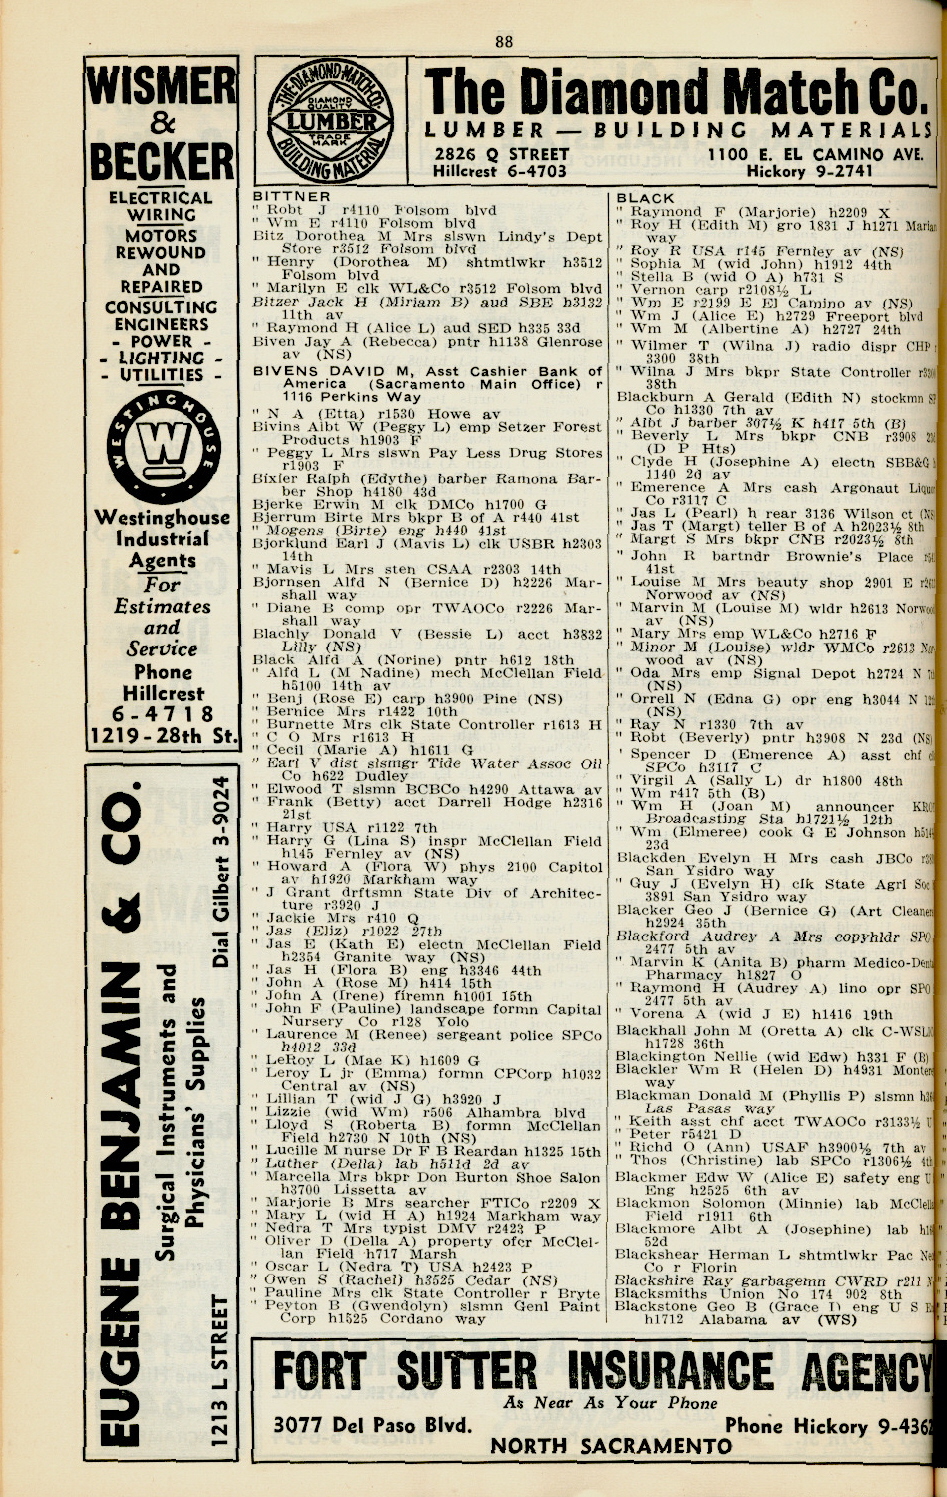 88
WISMER
&
BECKER
ELECTRICAL
WIRING
MOTORS
REWOUND
AND
REPAIRED
CONSULTING
ENGINEERS
- POWER -
- LIGHTING -
- UTILITIES -
WESTINGHOUSE
W
Westinghouse
Industrial
Agents
For
Estimates
and
Service
Phone
Hillcrest
6-4718
1219-28th St.
EUGENE BENJAMIN & CO.
Surgical Instruments and
Physicians' Supplies
1213 L STREET Dial Gilbert 3-9024
THE DIAMOND MATCH CO.
DIAMOND
QUALITY
LUMBER
TRADE
MARK
BUILDING MATERIAL
The Diamond Match Co.
LUMBER — BUILDING MATERIALS
2826 Q STREET 1100 E. EL CAMINO AVE.
Hillcrest 6-4703 Hickory 9-2741
BITTNER
" Robt J r4110 Folsom blvd
" Wm E r4110 Folsom blvd
Bitz Dorothea M Mrs slswn Lindy's Dept
Store r3512 Folsom blvd
" Henry (Dorothea M) shtmtlwkr h3512
Folsom blvd
" Marilyn E clk WL&Co r3512 Folsom blvd
Bitzer Jack H (Miriam B) aud SBE h3132
11th av
" Raymond H (Alice L) aud SED h335 33d
Biven Jay A (Rebecca) pntr h1138 Glenrose
av (NS)
BIVENS DAVID M, Asst Cashier Bank of
America (Sacramento Main Office) r
1116 Perkins Way
" N A (Etta) r1530 Howe av
Bivins Albt W (Peggy L) emp Setzer Forest
Products h1903 F
" Peggy L Mrs slswn Pay Less Drug Stores
r1903 F
Bixler Ralph (Edythe) barber Ramona Bar-
ber Shop h4180 43d
Bjerke Erwin M clk DMCo h1700 G
Bjerrum Birte Mrs bkpr B of A r440 41st
" Mogens (Birte) eng h440 41st
Bjorklund Earl J (Mavis L) clk USBR h2303
14th
" Mavis L Mrs sten CSAA r2303 14th
Bjornsen Alfd N (Bernice D) h2226 Mar-
shall way
" Diane B comp opr TWAOCo r2226 Mar-
shall way
Blachly Donald V (Bessie L) acct h3832
Lilly (NS)
Black Alfd A (Norine) pntr h612 18th
" Alfd L (M Nadine) mech McClellan Field
h5100 14th av
" Benj (Rose E) carp h3900 Pine (NS)
" Bernice Mrs r1422 10th
" Burnette Mrs clk State Controller r1613 H
" C O Mrs r1613 H
" Cecil (Marie A) h1611 G
" Earl V dist slsmgr Tide Water Assoc Oil
Co h622 Dudley
" Elwood T slsmn BCBCo h4290 Attawa av
" Frank (Betty) acct Darrell Hodge h2316
21st
" Harry USA r1122 7th
" Harry G (Lina S) inspr McClellan Field
h145 Fernley av (NS)
" Howard A (Flora W) phys 2100 Capitol
av h1920 Markham way
" J Grant drftsmn State Div of Architec-
ture r3920 J
" Jackie Mrs r410 Q
" Jas (Eliz) r1022 27th
" Jas E (Kath E) electn McClellan Field
h2354 Granite way (NS)
" Jas H (Flora B) eng h3346 44th
" John A (Rose M) h414 15th
" John A (Irene) firemn h1001 15th
" John F (Pauline) landscape formn Capital
Nursery Co r128 Yolo
" Laurence M (Renee) sergeant police SPCo
h4012 33d
" LeRoy L (Mae K) h1609 G
" Leroy L jr (Emma) formn CPCorp h1032
Central av (NS)
" Lillian T (wid J G) h3920 J
" Lizzie (wid Wm) r506 Alhambra blvd
" Lloyd S (Roberta B) formn McClellan
Field h2730 N 10th (NS)
" Lucille M nurse Dr F B Reardan h1325 15th
" Luther (Della) lab h511d 2d av
" Marcella Mrs bkpr Don Burton Shoe Salon
h3700 Lissetta av
" Marjorie B Mrs searcher FTICo r2209 X
" Mary L (wid H A) h1924 Markham way
" Nedra T Mrs typist DMV r2423 P
" Oliver D (Della A) property ofcr McClel-
lan Field h717 Marsh
" Oscar L (Nedra T) USA h2423 P
" Owen S (Rachel) h3525 Cedar (NS)
" Pauline Mrs clk State Controller r Bryte
" Peyton B (Gwendolyn) slsmn Genl Paint
Corp h1525 Cordano way
BLACK
" Raymond F (Marjorie) h2209 X
" Roy H (Edith M) gro 1831 J h1271 Marian
way
" Roy R USA r145 Fernley av (NS)
" Sophia M (wid John) h1912 44th
" Stella B (wid O A) h731 S
" Vernon carp r2108½ L
" Wm E r2199 E El Camino av (NS)
" Wm J (Alice E) h2729 Freeport blvd
" Wm M (Albertine A) h2727 24th
" Wilmer T (Wilna J) radio dispr CHP
3300 38th
" Wilna J Mrs bkpr State Controller
38th
Blackburn A Gerald (Edith N) stockmn
Co h1330 7th av
" Albt J barber 307½ K h417 5th (B)
" Beverly L Mrs bkpr CNB r3908
(D P Hts)
" Clyde H (Josephine A) electn SBB&G
1140 2d av
" Emerence A Mrs cash Argonaut
Co r3117 C
" Jas L (Pearl) h rear 3136 Wilson ct
" Jas T (Margt) teller B of A h2023½ 8th
" Margt S Mrs bkpr CNB r2023½ 8th
" John R bartndr Brownie's Place
41st
" Louise M Mrs beauty shop 2901 E
Norwood av (NS)
" Marvin M (Louise M) wldr h2613 Norwood
av (NS)
" Mary Mrs emp WL&Co h2716 F
" Minor M (Louise) wldr WMCo r2613
wood av (NS)
" Oda Mrs emp Signal Depot h2724 N
(NS)
" Orrell N (Edna G) opr eng h3044 N
(NS)
" Ray N r1330 7th av
" Robt (Beverly) pntr h3908 N 23d (NS)
' Spencer D (Emerence A) asst chf
SPCo h3117 C
" Virgil A (Sally L) dr h1800 48th
" Wm r417 5th (B)
" Wm H (Joan M) announcer
Broadcasting Sta h1721½ 12th
" Wm (Elmeree) cook G E Johnson
23d
Blackden Evelyn H Mrs cash JBCo
San Ysidro way
" Guy J (Evelyn H) clk State Agrl
3891 San Ysidro way
Blacker Geo J (Bernice G) (Art
h2924 35th
Blackford Audrey A Mrs copyhldr
2477 5th av
" Marvin K (Anita B) pharm
Pharmacy h1827 O
" Raymond H (Audrey A) lino opr
2477 5th av
" Vorena A (wid J E) h1416 19th
Blackhall John M (Oretta A) clk
h1728 36th
Blackington Nellie (wid Edw) h331 F (B)
Blackler Wm R (Helen D) h4931
way
Blackman Donald M (Phyllis P) slsmn
Las Pasas way
" Keith asst chf acct TWAOCo r3133½
" Peter r5421 D
" Richd O (Ann) USAF h3900½ 7th av
" Thos (Christine) lab SPCo r1306½ 4th
Blackmer Edw W (Alice E) safety eng
Eng h2525 6th av
Blackmon Solomon (Minnie) lab
Field r1911 6th
Blackmore Albt A (Josephine) lab
52d
Blackshear Herman L shtmtlwkr Pac
Co r Florin
Blackshire Ray garbagemn CWRD r211
Blacksmiths Union No 174 902 8th
Blackstone Geo B (Grace D) eng U S
h1712 Alabama av (WS)
FORT SUTTER INSURANCE AGENCY
As Near As Your Phone
3077 Del Paso Blvd. Phone Hickory 9-4362
NORTH SACRAMENTO